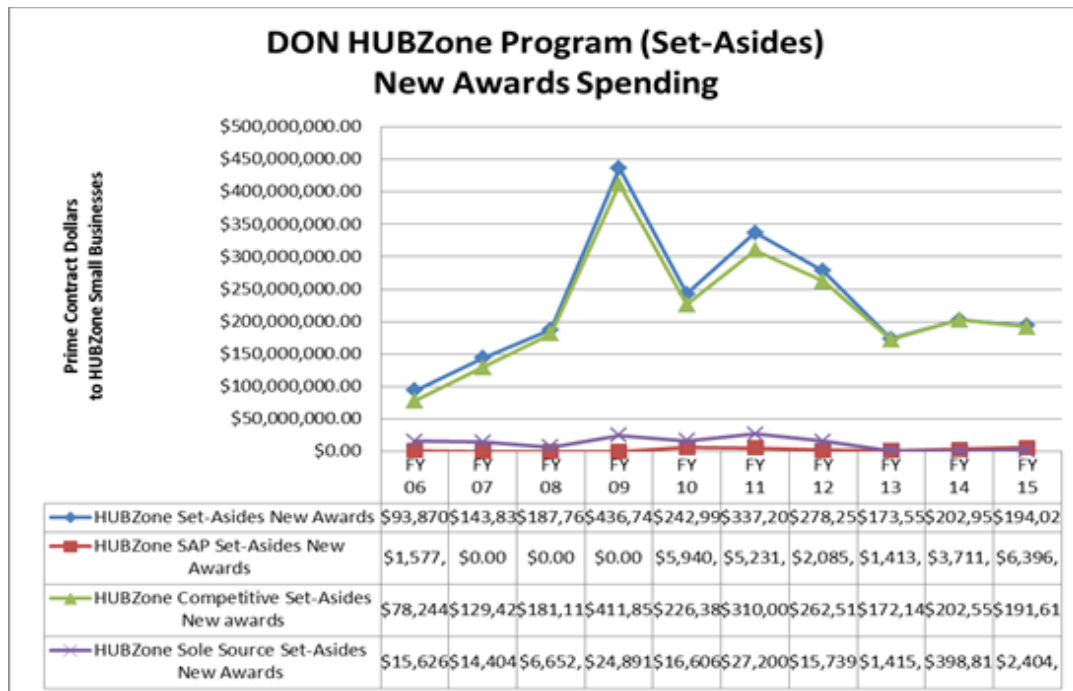 DON HUBZone Program (Set-Asides)
New Awards Spending
Prime Contract Dollars
to HUBZone Small Businesses
$500,000,000.00
$450,000,000.00
$400,000,000.00
$350,000,000.00
$300,000,000.00
$250,000,000.00
$200,000,000.00
$150,000,000.00
$100,000,000.00
$50,000,000.00
$0.00
FY FY FY FY FY FY FY FY FY FY
06 07 08 09 10 11 12 13 14 15
HUBZone Set-Asides New Awards $93,870 $143,83 $187,76 $436,74 $242,99 $337,20 $278,25 $173,55 $202,95 $194,02
HUBZone SAP Set-Asides New
Awards $1,577, $0.00 $0.00 $0.00 $5,940, $5,231, $2,085, $1,413, $3,711, $6,396,
HUBZone Competitive Set-Asides
New awards $78,244 $129,42 $181,11 $411,85 $226,38 $310,00 $262,51 $172,14 $202,55 $191,61
HUBZone Sole Source Set-Asides
New Awards $15,626 $14,404 $6,652, $24,891 $16,606 $27,200 $15,739 $1,415, $398,81 $2,404,